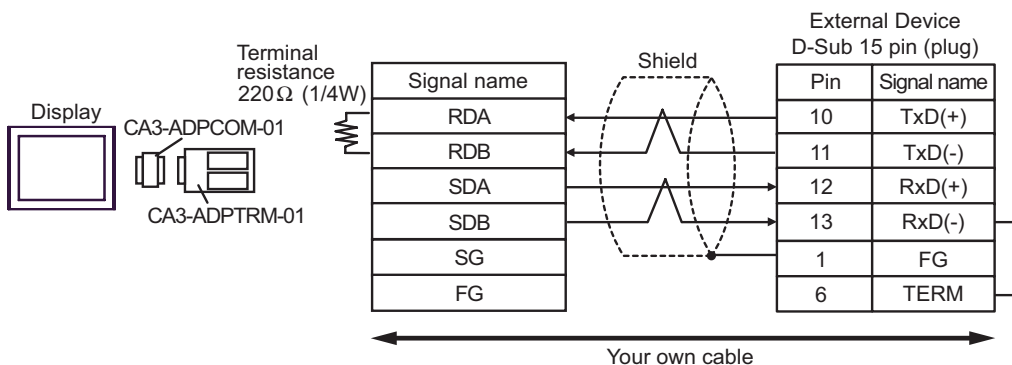 External Device
D-Sub 15 pin (plug)
Terminal
resistance
220Ω (1/4W)
Shield
Display
CA3-ADPCOM-01
CA3-ADPTRM-01
Signal name
RDA
RDB
SDA
SDB
SG
FG
Pin Signal name
10 TxD(+)
11 TxD(-)
12 RxD(+)
13 RxD(-)
1 FG
6 TERM
Your own cable